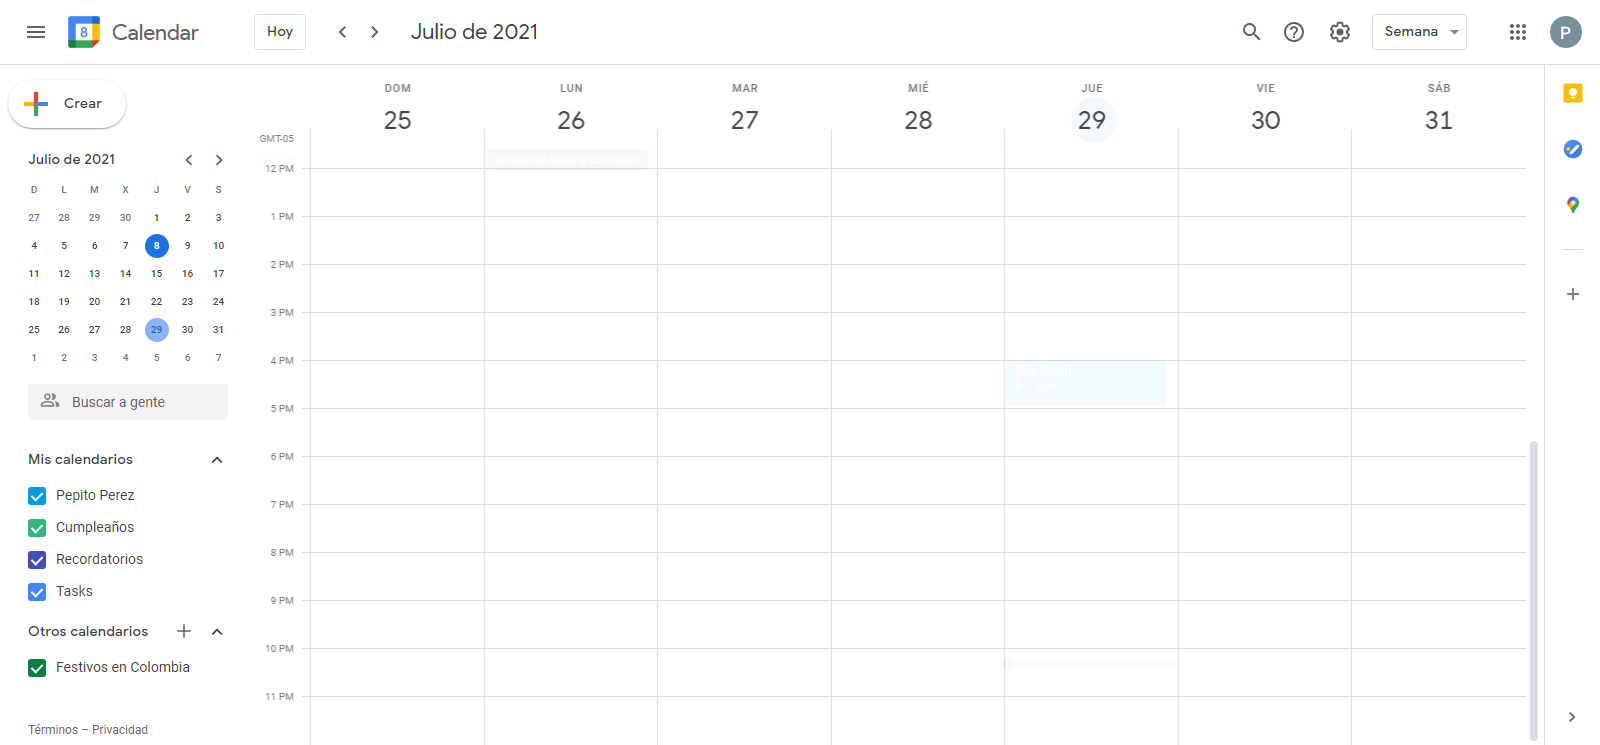 8 Calendar Hoy Julio de 2021 Semana P
Crear
Julio de 2021
D L M X J V S
27 28 29 30 1 2 3
4 5 6 7 8 9 10
11 12 13 14 15 16 17
18 19 20 21 22 23 24
25 26 27 28 29 30 31
1 2 3 4 5 6 7
Buscar a gente
Mis calendarios
Pepito Perez
Cumpleaños
Recordatorios
Tasks
Otros calendarios
Festivos en Colombia
Términos – Privacidad
DOM LUN MAR MIÉ JUE VIE SÁB
25 26 27 28 29 30 31
GMT-05
12 PM
1 PM
2 PM
3 PM
4 PM
(Sin título)
4 – 5pm
5 PM
6 PM
7 PM
8 PM
9 PM
10 PM
11 PM